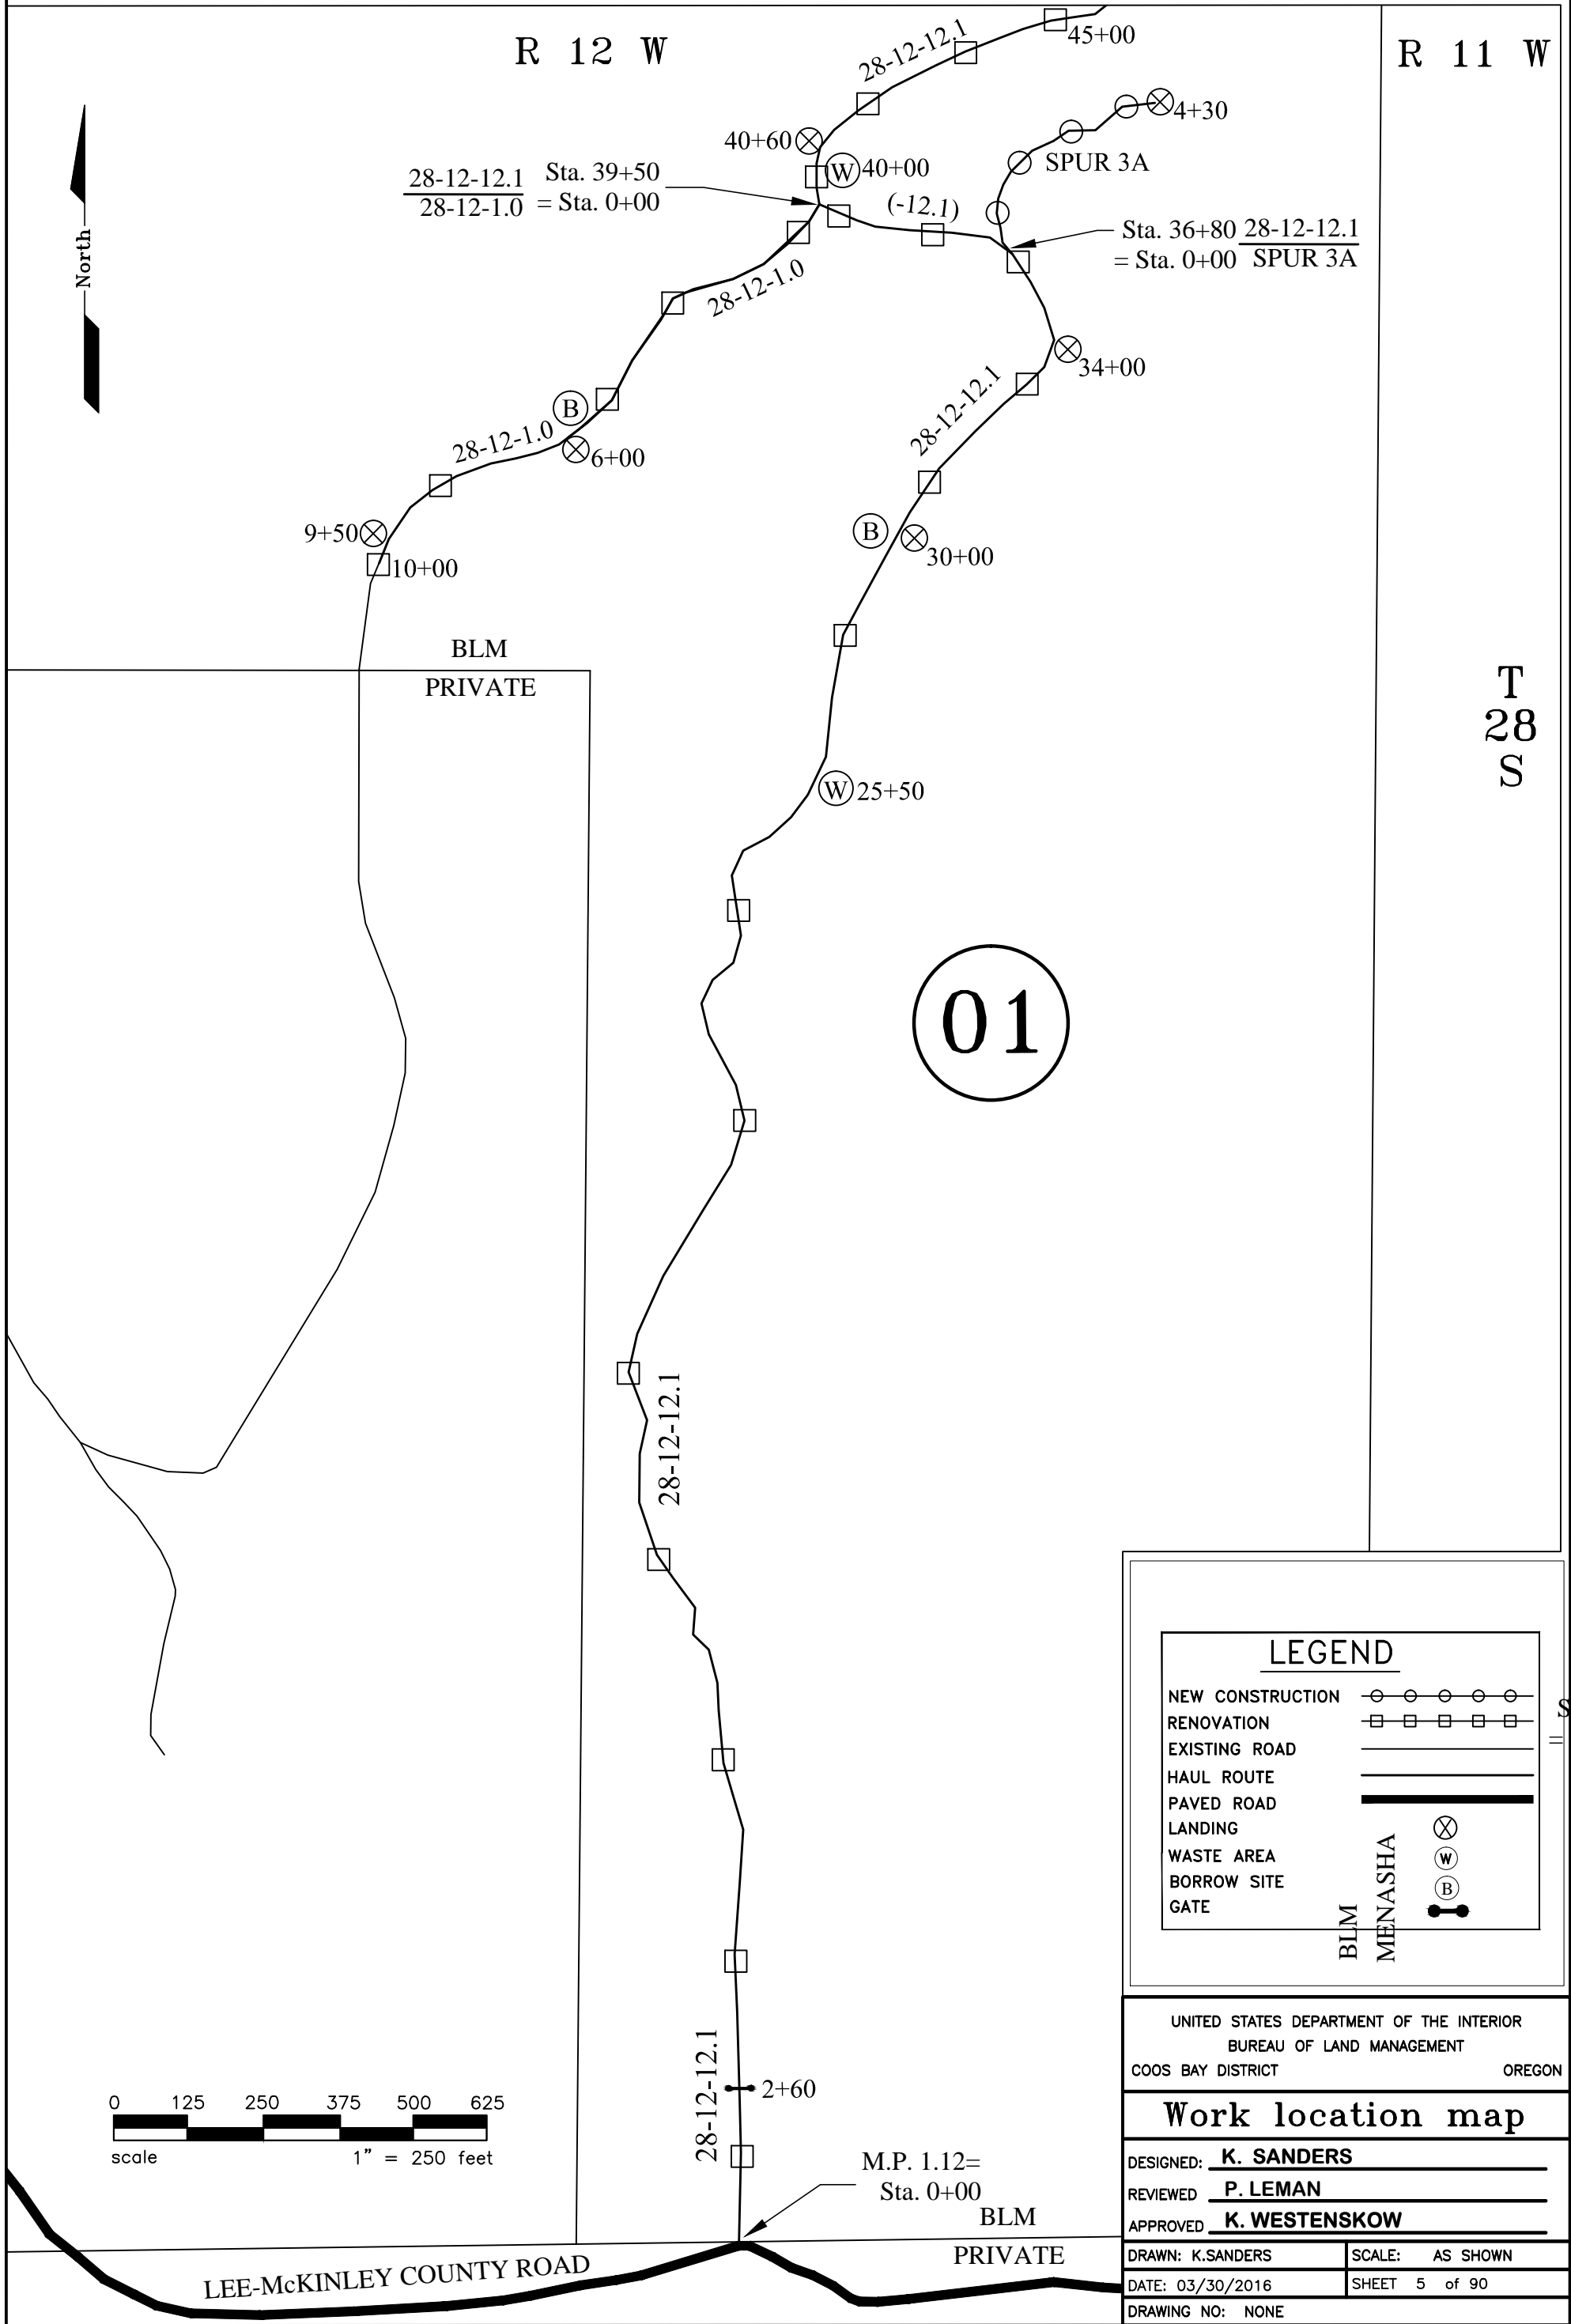 R 12 W
R 11 W
45+00
28-12-12.1
4+30
40+60
W 40+00
SPUR 3A
28-12-12.1 Sta. 39+50
28-12-1.0 = Sta. 0+00
(-12.1)
Sta. 36+80 28-12-12.1
= Sta. 0+00 SPUR 3A
North
28-12-1.0
34+00
28-12-12.1
B
28-12-1.0
6+00
9+50
B
30+00
10+00
BLM
PRIVATE
T
28
S
W 25+50
01
28-12-12.1
LEGEND
NEW CONSTRUCTION
RENOVATION
EXISTING ROAD
HAUL ROUTE
PAVED ROAD
LANDING
WASTE AREA W
BORROW SITE B
GATE
BLM
MENASHA
S
=
28-12-12.1
2+60
0 125 250 375 500 625
scale 1" = 250 feet
M.P. 1.12=
Sta. 0+00
BLM
PRIVATE
LEE-McKINLEY COUNTY ROAD
UNITED STATES DEPARTMENT OF THE INTERIOR
BUREAU OF LAND MANAGEMENT
COOS BAY DISTRICT OREGON
Work location map
DESIGNED: K. SANDERS
REVIEWED P. LEMAN
APPROVED K. WESTENSKOW
DRAWN: K.SANDERS SCALE: AS SHOWN
DATE: 03/30/2016 SHEET 5 of 90
DRAWING NO: NONE